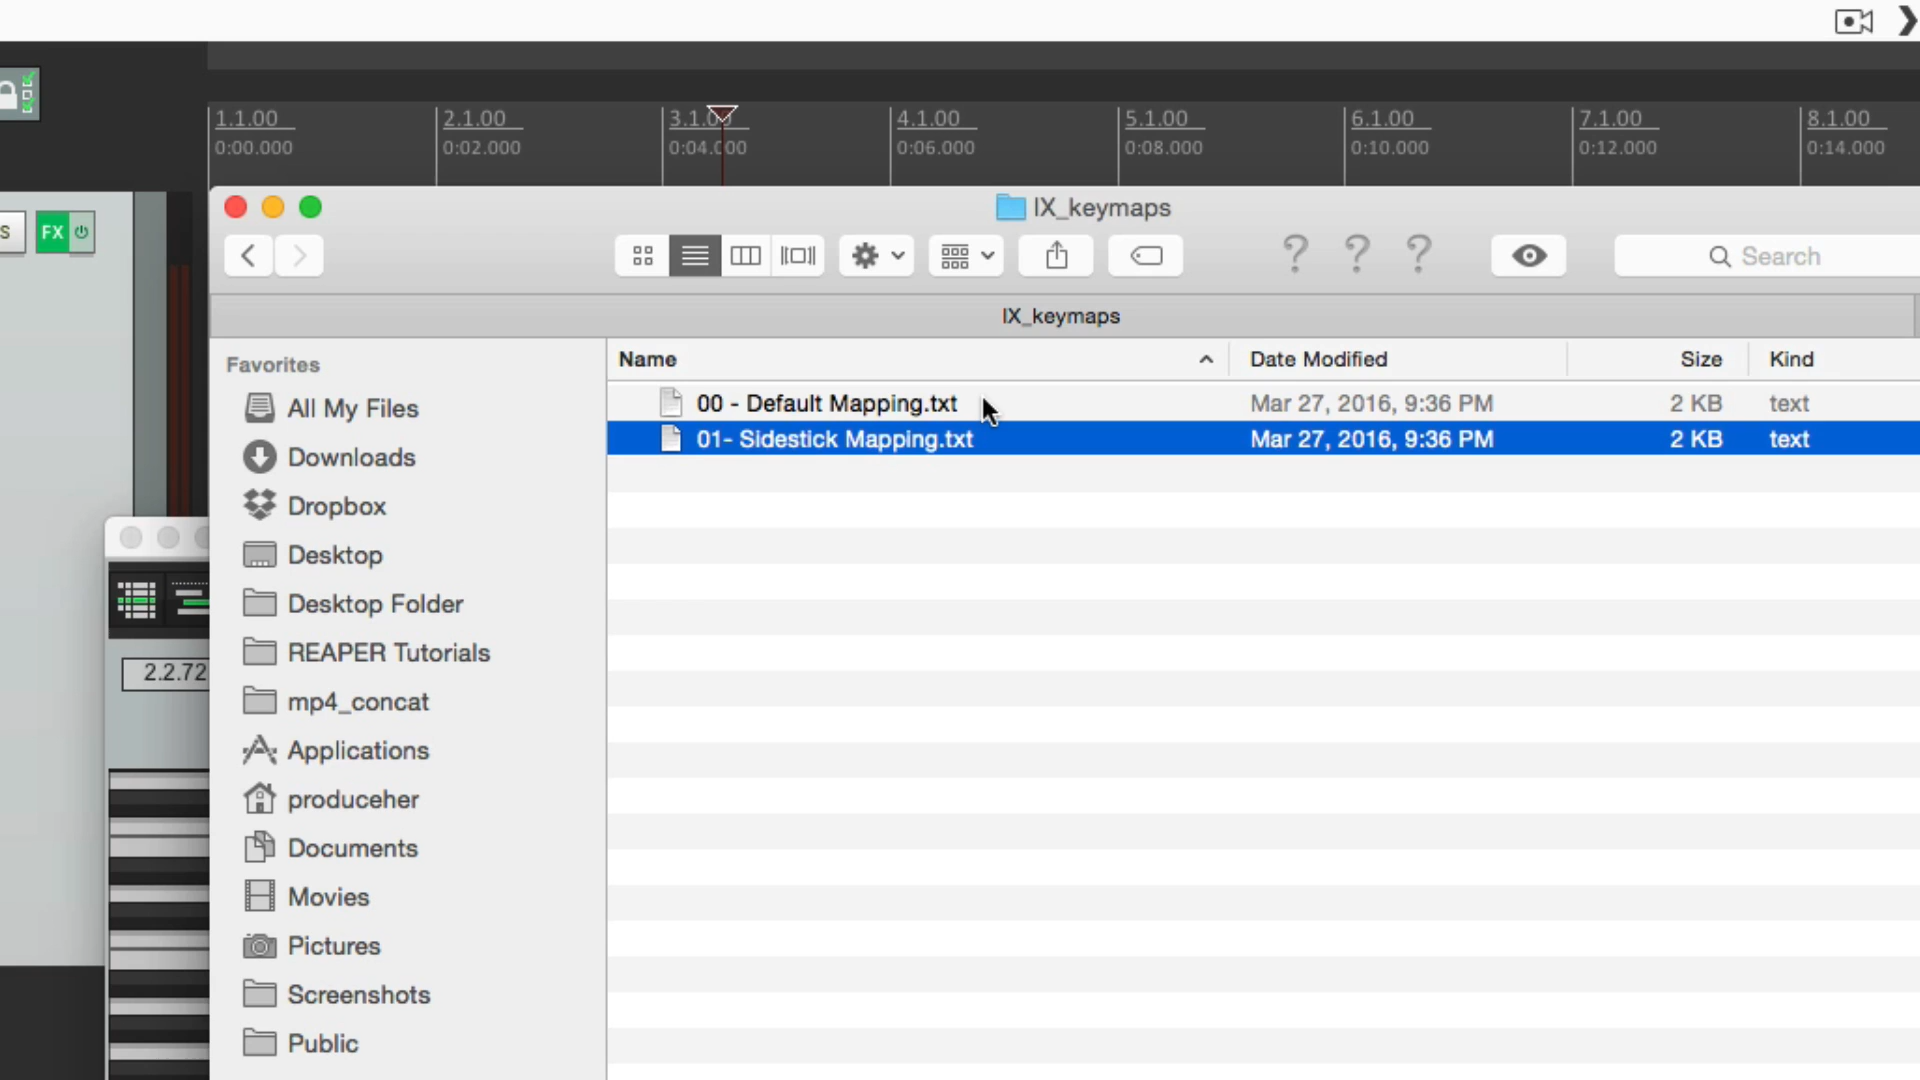 1.1.00 2.1.00 3.1.00 4.1.00 5.1.00 6.1.00 7.1.00 8.1.00
0:00.000 0:02.000 0:04.000 0:06.000 0:08.000 0:10.000 0:12.000 0:14.000
S FX
IX_keymaps
? ? ? Search
IX_keymaps
Favorites
All My Files
Downloads
Dropbox
Desktop
Desktop Folder
REAPER Tutorials
mp4_concat
Applications
produceher
Documents
Movies
Pictures
Screenshots
Public
Name Date Modified Size Kind
00 - Default Mapping.txt Mar 27, 2016, 9:36 PM 2 KB text
01- Sidestick Mapping.txt Mar 27, 2016, 9:36 PM 2 KB text
2.2.72